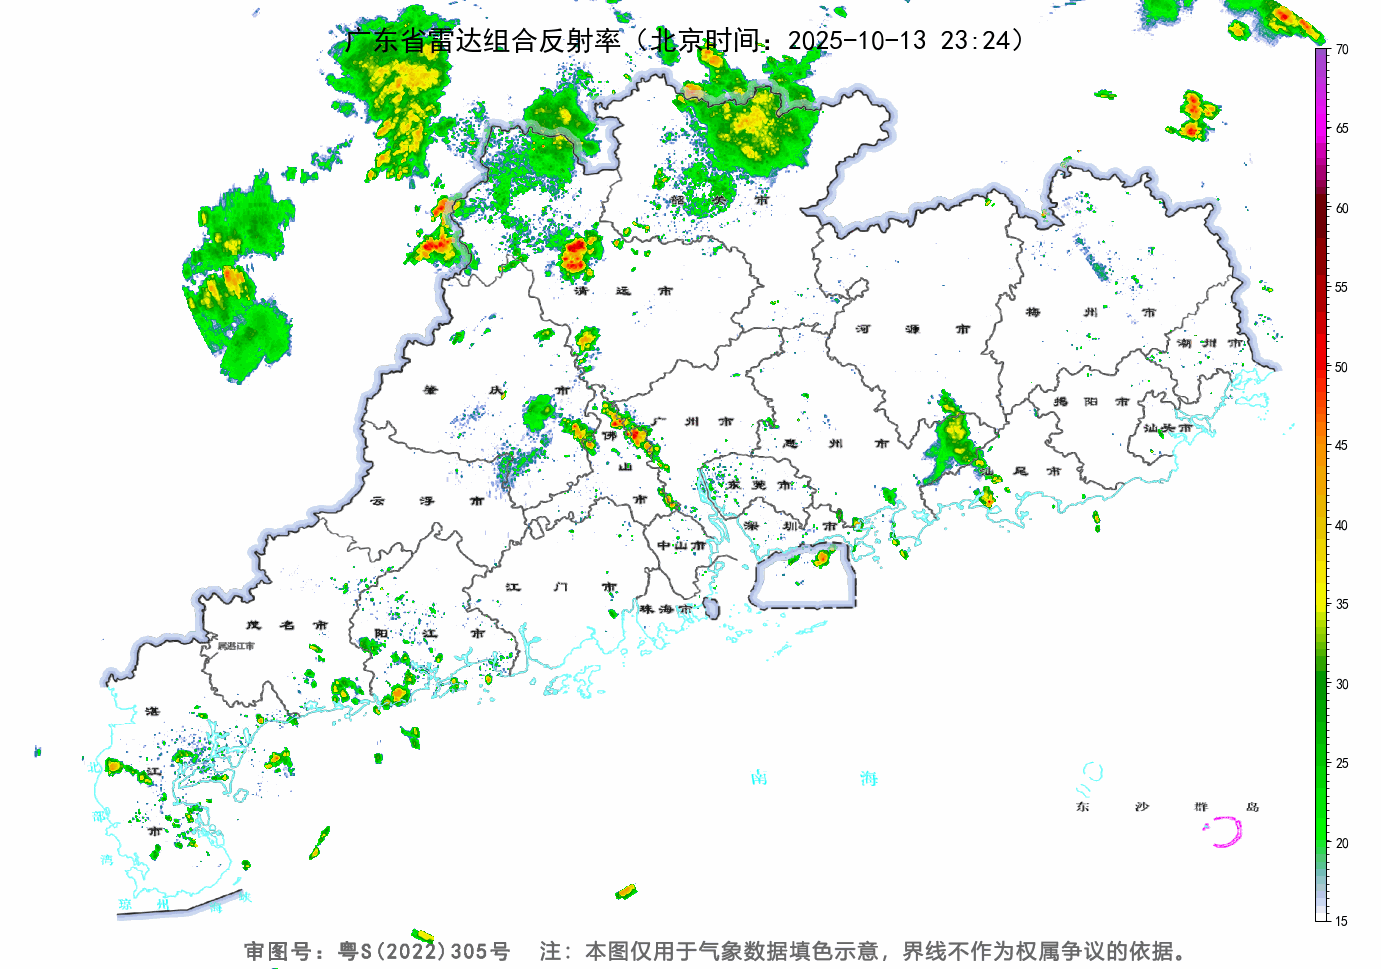 广东省雷达组合反射率（北京时间：2025-10-13 23:24）
70
65
60
55
50
45
40
35
30
25
20
15
韶关市
清远市
河源市
梅州市
潮州市
肇庆市
广州市
佛山市
惠州市
揭阳市
汕头市
汕尾市
云浮市
东莞市
深圳市
中山市
江门市
珠海市
茂名市
属湛江市
阳江市
湛江市
北部湾
琼州海峡
南海
东沙群岛
审图号：粤S(2022)305号 注：本图仅用于气象数据填色示意，界线不作为权属争议的依据。